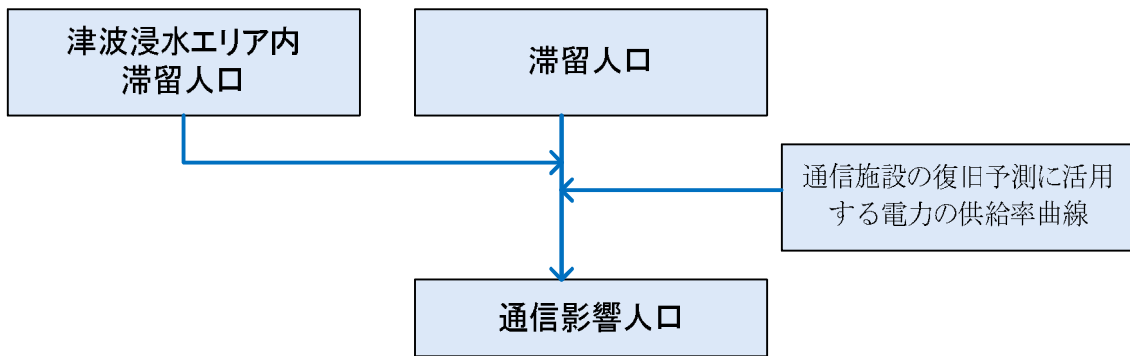 津波浸水エリア内
滞留人口
滞留人口
通信施設の復旧予測に活用
する電力の供給率曲線
通信影響人口